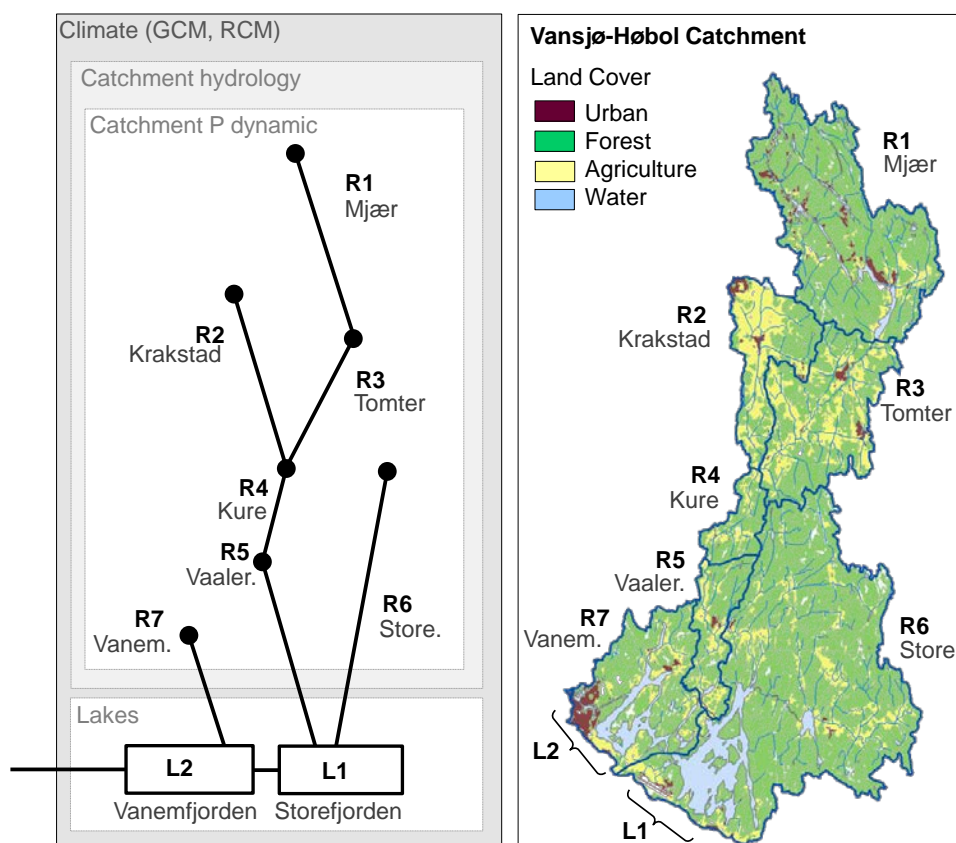 Climate (GCM, RCM)
Catchment hydrology
Catchment P dynamic
R1
Mjær
R2
Krakstad
R3
Tomter
R4
Kure
R5
Vaaler.
R6
Store.
R7
Vanem.
Lakes
L2
L1
Vanemfjorden
Storefjorden
Vansjø-Høbol Catchment
Land Cover
Urban
Forest
Agriculture
Water
R1
Mjær
R2
Krakstad
R3
Tomter
R4
Kure
R5
Vaaler.
R7
Vanem.
R6
Store
L2
L1